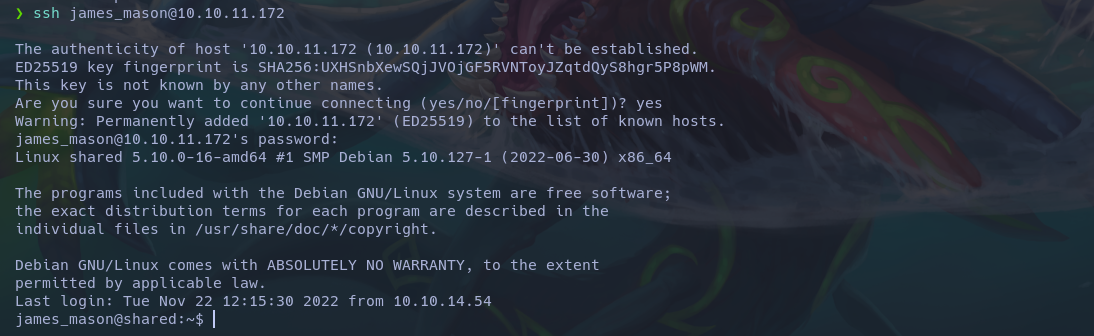 ❯ ssh james_mason@10.10.11.172
The authenticity of host '10.10.11.172 (10.10.11.172)' can't be established.
ED25519 key fingerprint is SHA256:UXHSnbXewSQjJVOjGF5RVNToyJZqtdQyS8hgr5P8pWM.
This key is not known by any other names.
Are you sure you want to continue connecting (yes/no/[fingerprint])? yes
Warning: Permanently added '10.10.11.172' (ED25519) to the list of known hosts.
james_mason@10.10.11.172's password:
Linux shared 5.10.0-16-amd64 #1 SMP Debian 5.10.127-1 (2022-06-30) x86_64
The programs included with the Debian GNU/Linux system are free software;
the exact distribution terms for each program are described in the
individual files in /usr/share/doc/*/copyright.
Debian GNU/Linux comes with ABSOLUTELY NO WARRANTY, to the extent
permitted by applicable law.
Last login: Tue Nov 22 12:15:30 2022 from 10.10.14.54
james_mason@shared:~$